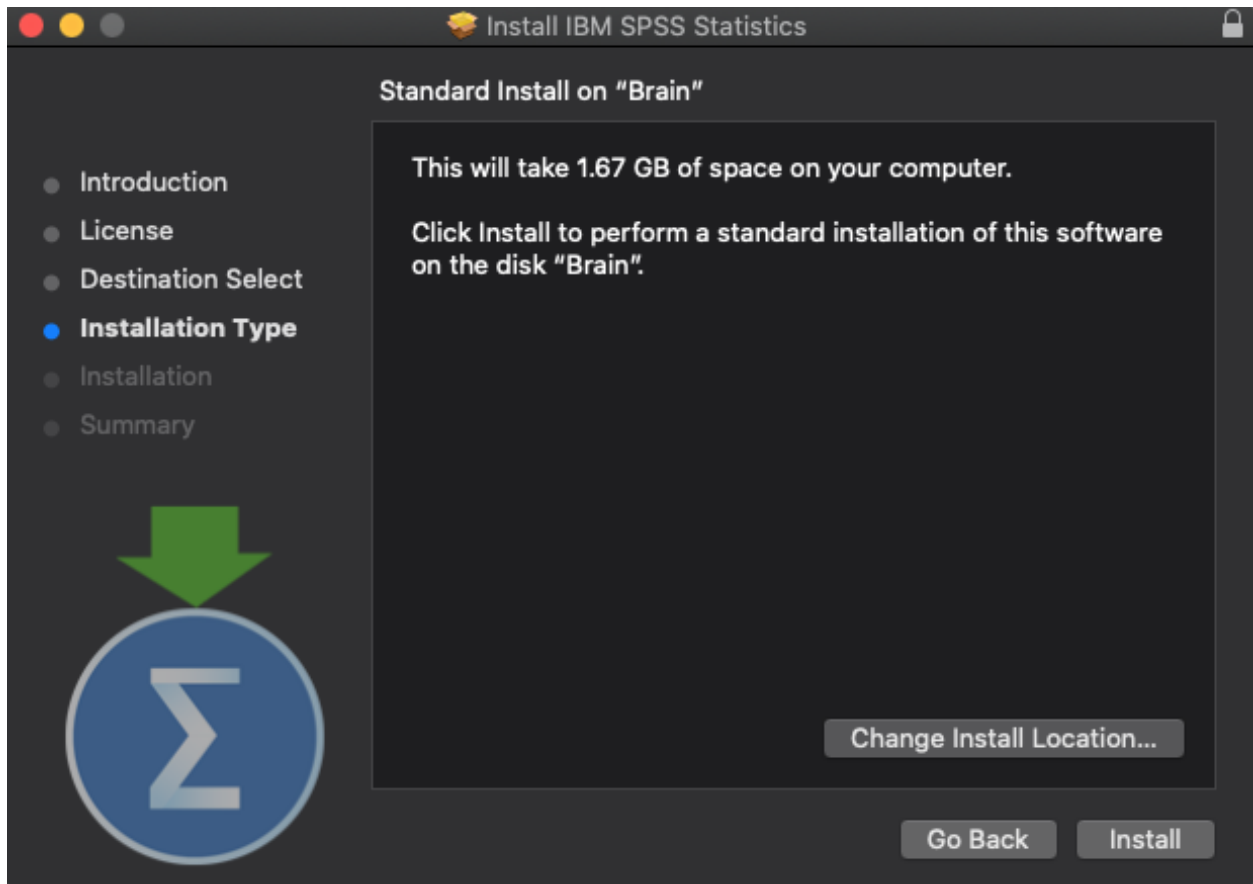 Install IBM SPSS Statistics
Standard Install on “Brain”
Introduction
License
Destination Select
Installation Type
Installation
Summary
This will take 1.67 GB of space on your computer.
Click Install to perform a standard installation of this software
on the disk “Brain”.
Σ
Change Install Location...
Go Back
Install